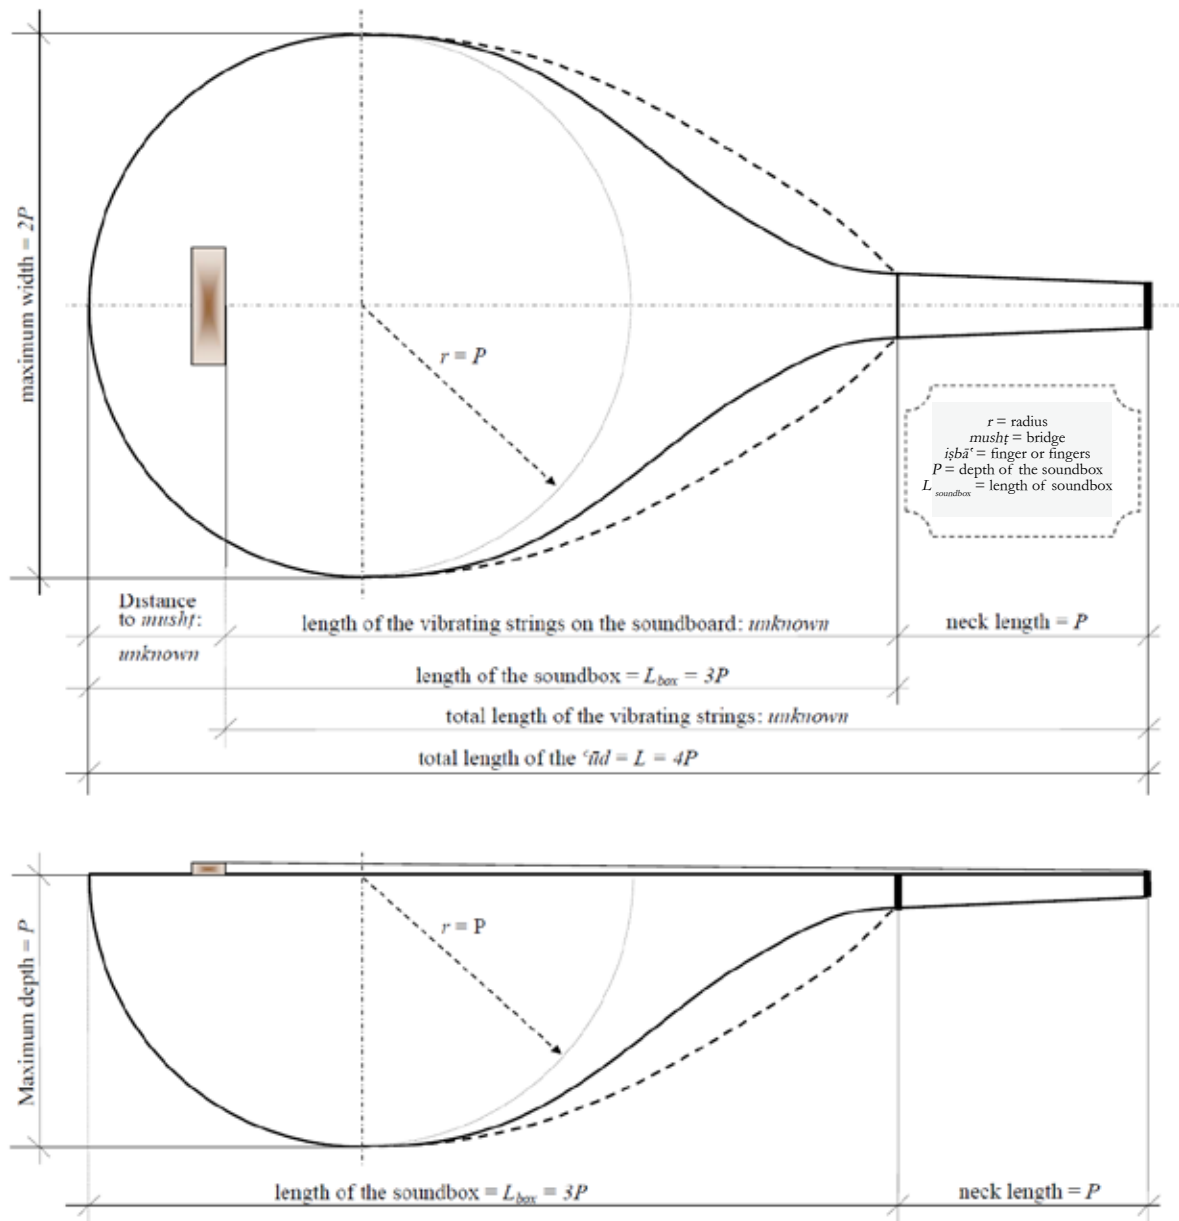 maximum width = 2P
r = P
r = radius
mushṭ = bridge
iṣbāʿ = finger or fingers
P = depth of the soundbox
L soundbox = length of soundbox
Distance
to mushṭ:
unknown
length of the vibrating strings on the soundboard: unknown
neck length = P
length of the soundbox = Lbox = 3P
total length of the vibrating strings: unknown
total length of the ʿūd = L = 4P
Maximum depth = P
r = P
length of the soundbox = Lbox = 3P
neck length = P